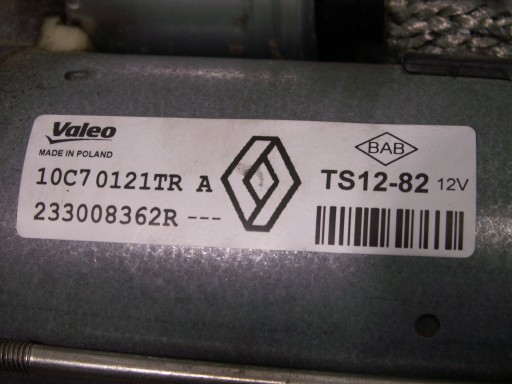 Valeo
MADE IN POLAND
10C70121TR A
233008362R ---
BAB
TS12-82 12V